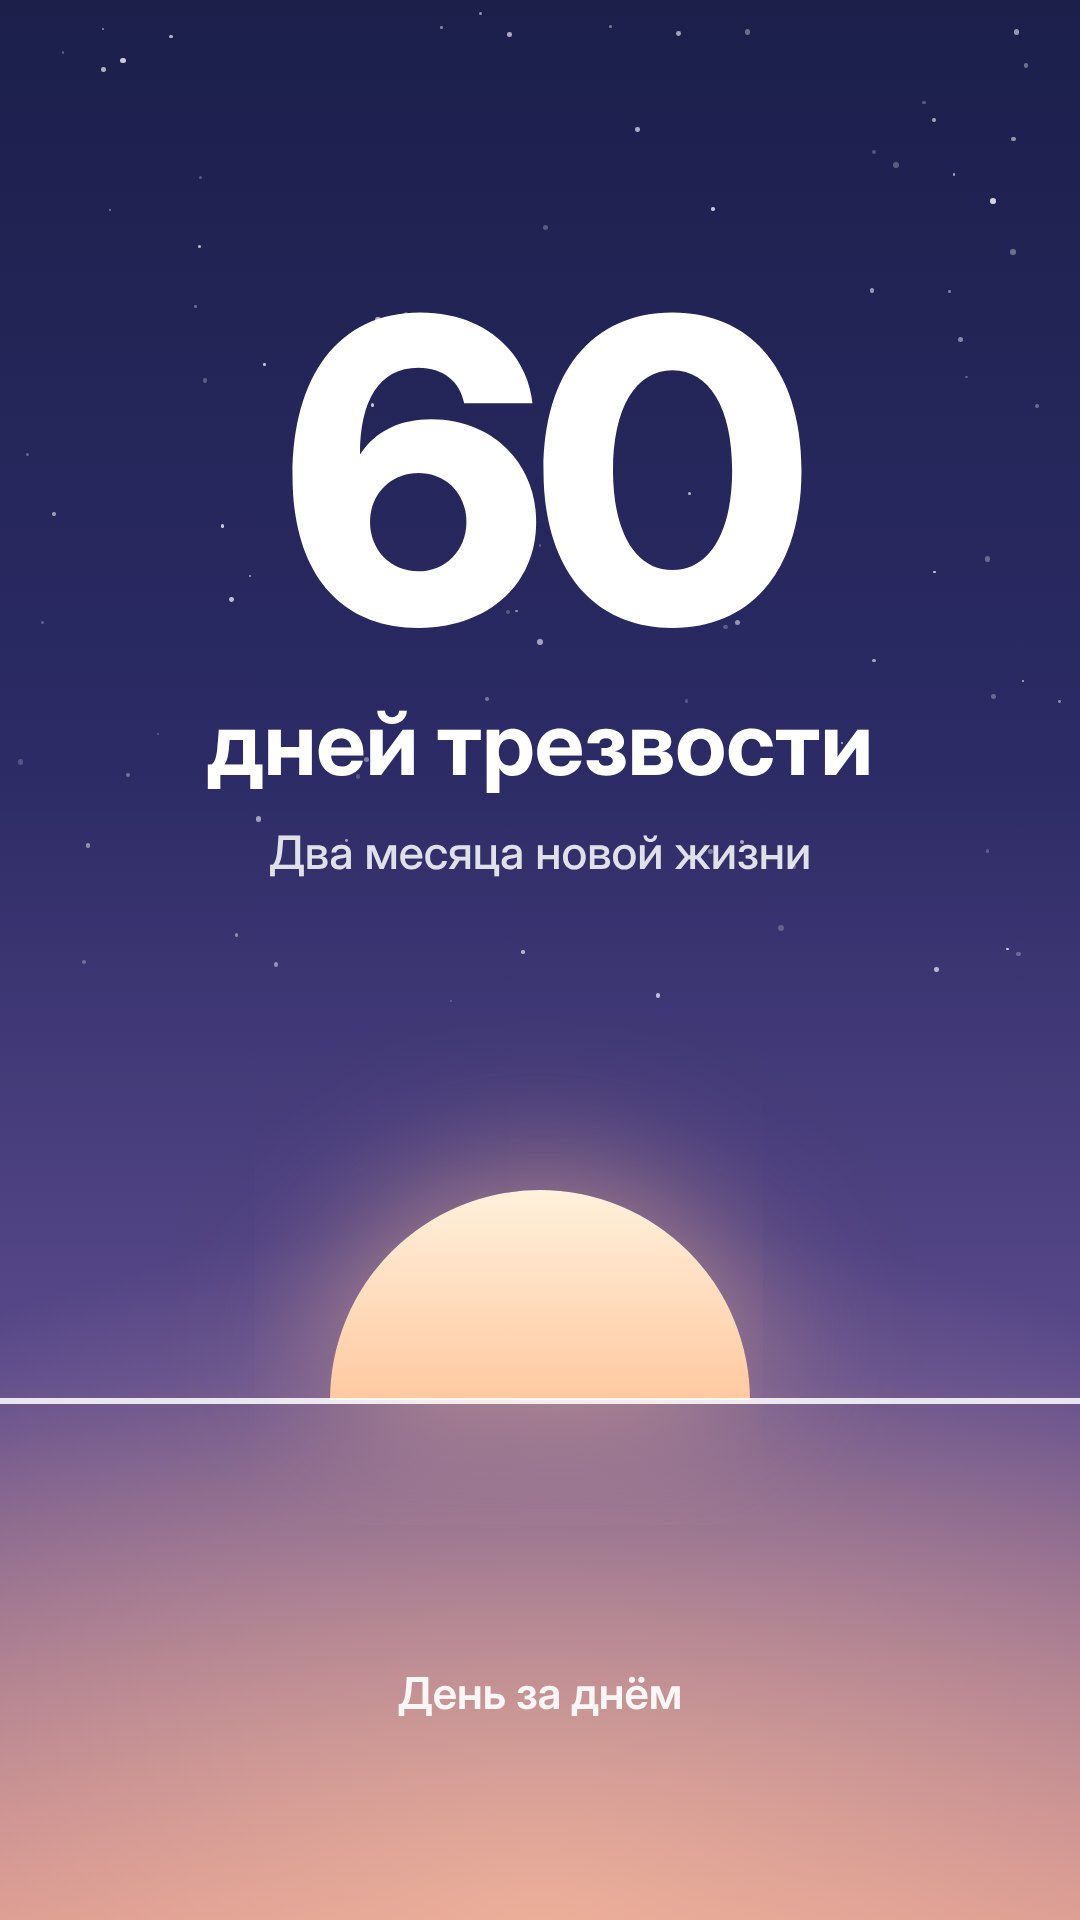 60
дней трезвости
Два месяца новой жизни
День за днём